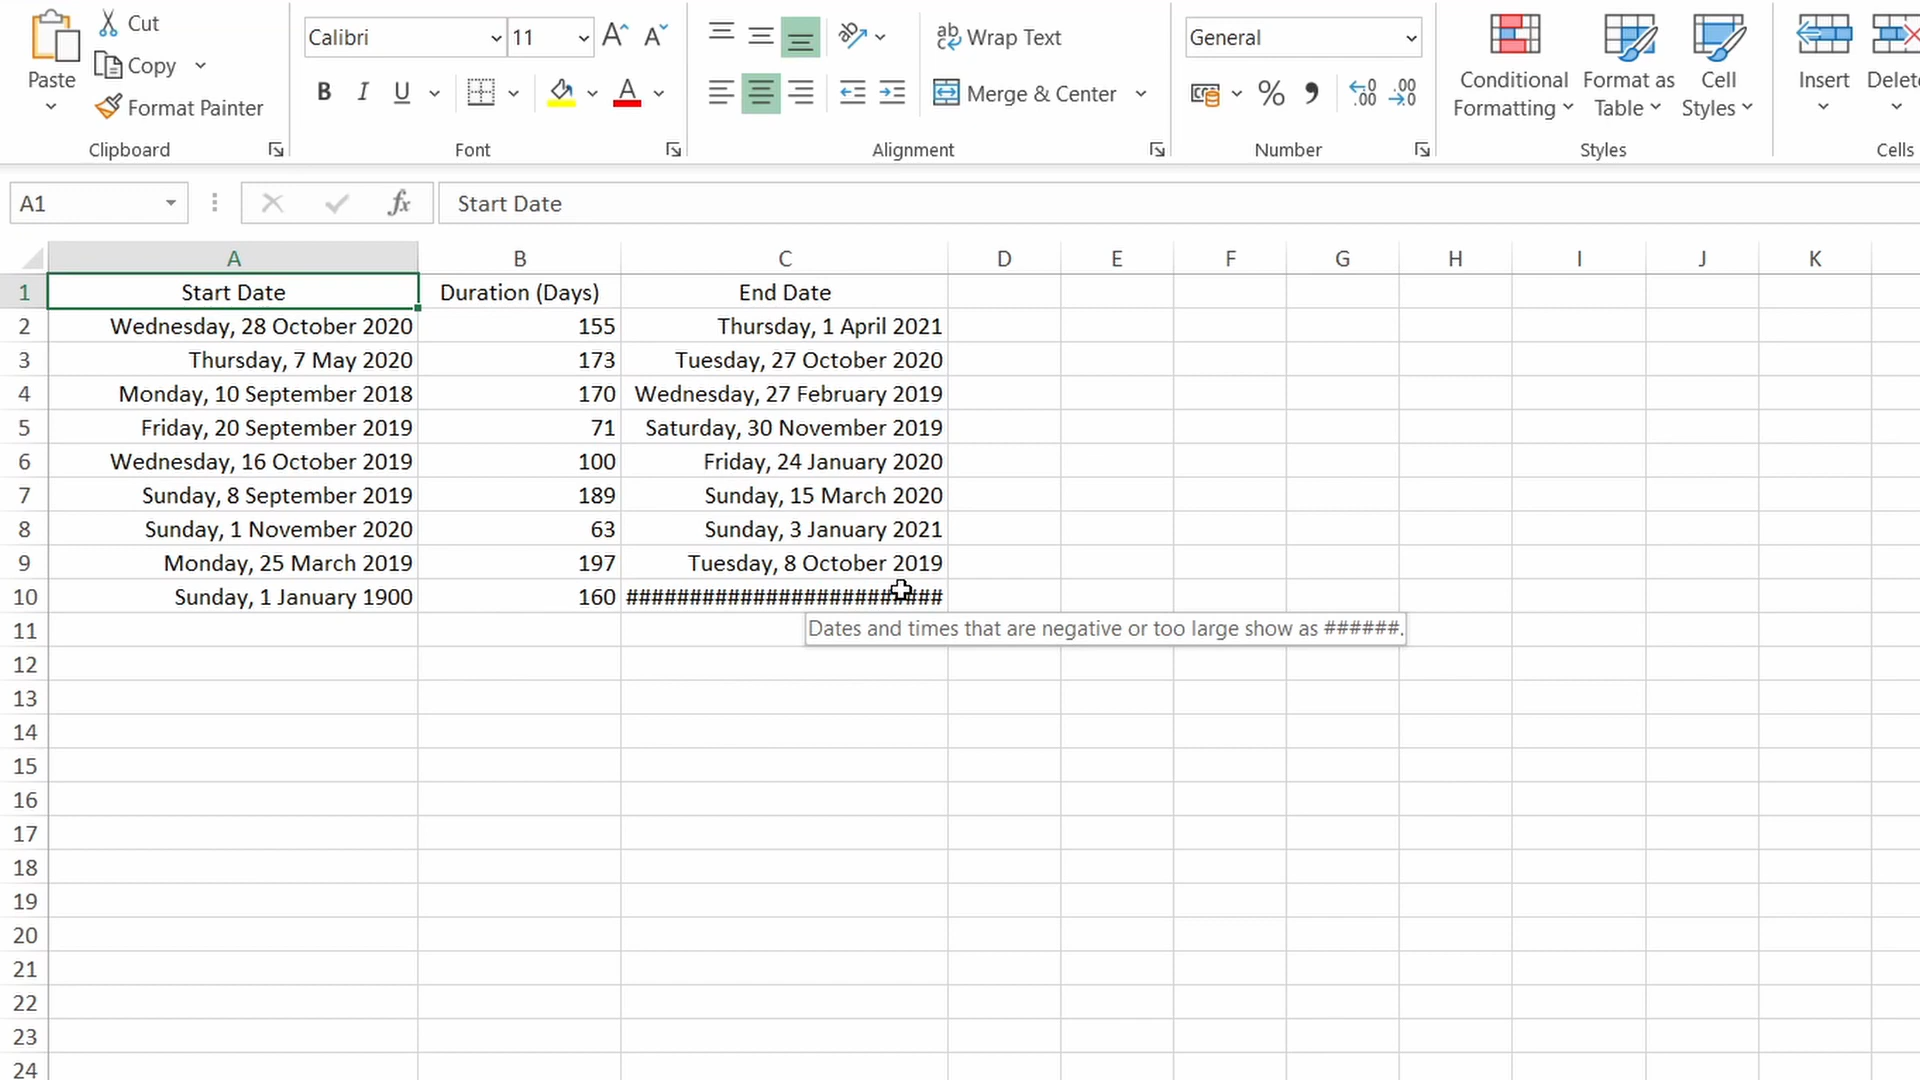 Cut
Copy
Paste
Format Painter
Clipboard
Calibri 11 A A
B I U A
Font
ab Wrap Text
Merge & Center
Alignment
General
% , .00 .00
Number
Conditional Formatting
Format as Table
Cell Styles
Styles
Insert
Delete
Cells
A1 fx Start Date
A B C D E F G H I J K
1 Start Date Duration (Days) End Date
2 Wednesday, 28 October 2020 155 Thursday, 1 April 2021
3 Thursday, 7 May 2020 173 Tuesday, 27 October 2020
4 Monday, 10 September 2018 170 Wednesday, 27 February 2019
5 Friday, 20 September 2019 71 Saturday, 30 November 2019
6 Wednesday, 16 October 2019 100 Friday, 24 January 2020
7 Sunday, 8 September 2019 189 Sunday, 15 March 2020
8 Sunday, 1 November 2020 63 Sunday, 3 January 2021
9 Monday, 25 March 2019 197 Tuesday, 8 October 2019
10 Sunday, 1 January 1900 160 #########################
11 Dates and times that are negative or too large show as ######.
12
13
14
15
16
17
18
19
20
21
22
23
24